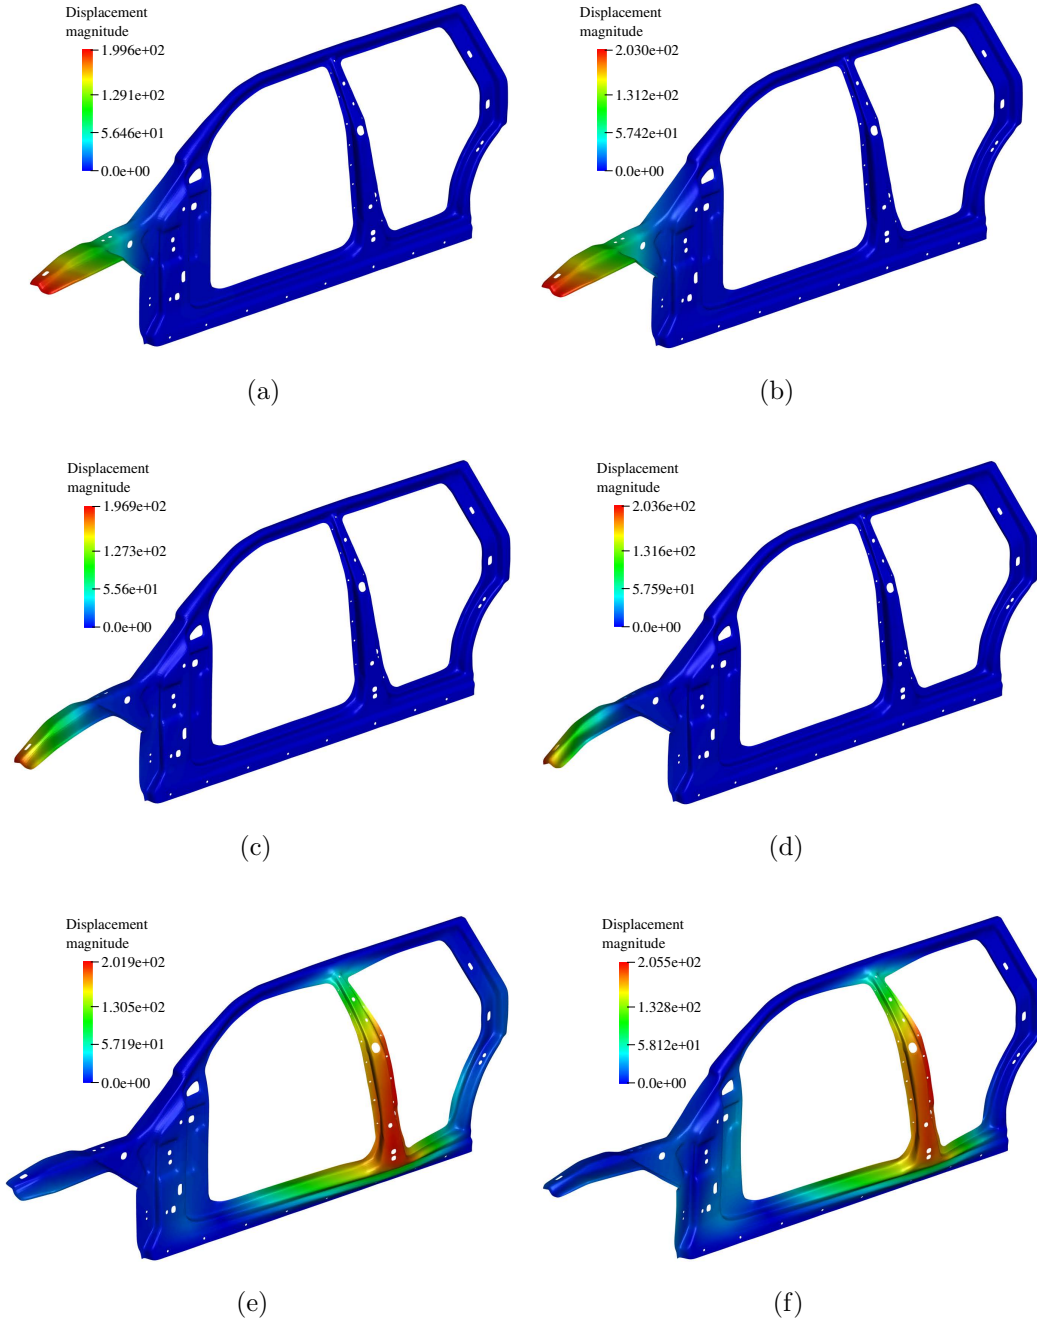 Displacement
magnitude
1.996e+02
1.291e+02
5.646e+01
0.0e+00
(a)
Displacement
magnitude
2.030e+02
1.312e+02
5.742e+01
0.0e+00
(b)
Displacement
magnitude
1.969e+02
1.273e+02
5.56e+01
0.0e+00
(c)
Displacement
magnitude
2.036e+02
1.316e+02
5.759e+01
0.0e+00
(d)
Displacement
magnitude
2.019e+02
1.305e+02
5.719e+01
0.0e+00
(e)
Displacement
magnitude
2.055e+02
1.328e+02
5.812e+01
0.0e+00
(f)